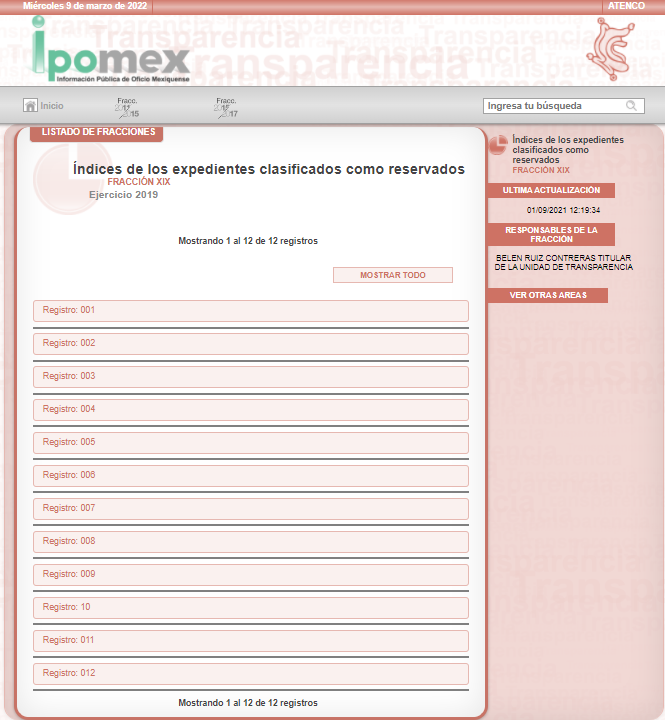 Miércoles 9 de marzo de 2022
ATENCO
ipomex
Información Pública de Oficio Mexiquense
Inicio
Fracc.
2015
Fracc.
2017
Ingresa tu búsqueda
LISTADO DE FRACCIONES
Índices de los expedientes clasificados como reservados
FRACCIÓN XIX
Ejercicio 2019
Mostrando 1 al 12 de 12 registros
MOSTRAR TODO
Registro: 001
Registro: 002
Registro: 003
Registro: 004
Registro: 005
Registro: 006
Registro: 007
Registro: 008
Registro: 009
Registro: 10
Registro: 011
Registro: 012
Mostrando 1 al 12 de 12 registros
Índices de los expedientes
clasificados como
reservados
FRACCIÓN XIX
ULTIMA ACTUALIZACIÓN
01/09/2021 12:19:34
RESPONSABLES DE LA
FRACCIÓN
BELEN RUIZ CONTRERAS TITULAR
DE LA UNIDAD DE TRANSPARENCIA
VER OTRAS AREAS